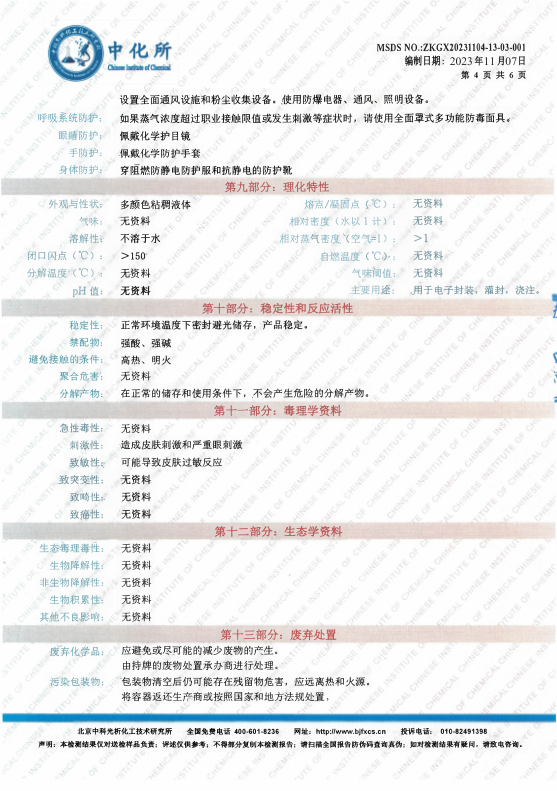 中化所
Chinese Institute of Chemical
MSDS NO.:ZKGX20231104-13-03-001
编制日期：2023年11月07日
第 4 页 共 6 页
设置全面通风设施和粉尘收集设备。使用防爆电器、通风、照明设备。
呼吸系统防护： 如果蒸气浓度超过职业接触限值或发生刺激等症状时，请使用全面罩式多功能防毒面具。
眼睛防护： 佩戴化学护目镜
手防护： 佩戴化学防护手套
身体防护： 穿阻燃防静电防护服和抗静电的防护靴
第九部分：理化特性
外观与性状： 多颜色粘稠液体 熔点/凝固点（℃）： 无资料
气味： 无资料 相对密度（水以1计）： 无资料
溶解性： 不溶于水 相对蒸气密度（空气=1）： ＞1
闭口闪点（℃）： ＞150 自燃温度（℃）： 无资料
分解温度（℃）： 无资料 气味阈值： 无资料
pH值： 无资料 主要用途： 用于电子封装、灌封，浇注。
第十部分：稳定性和反应活性
稳定性： 正常环境温度下密封避光储存，产品稳定。
禁配物： 强酸、强碱
避免接触的条件： 高热、明火
聚合危害： 无资料
分解产物： 在正常的储存和使用条件下，不会产生危险的分解产物。
第十一部分：毒理学资料
急性毒性： 无资料
刺激性： 造成皮肤刺激和严重眼刺激
致敏性： 可能导致皮肤过敏反应
致突变性： 无资料
致畸性： 无资料
致癌性： 无资料
第十二部分：生态学资料
生态毒理毒性： 无资料
生物降解性： 无资料
非生物降解性： 无资料
生物积累性： 无资料
其他不良影响： 无资料
第十三部分：废弃处置
废弃化学品： 应避免或尽可能的减少废物的产生。
由持牌的废物处置承办商进行处理。
污染包装物： 包装物清空后仍可能存在残留物危害，应远离热和火源。
将容器返还生产商或按照国家和地方法规处置，
北京中科光析化工技术研究所 全国免费电话 400-601-8236 网址：http://www.bjfxcs.cn 投诉电话： 010-82491398
声明：本检测结果仅对送检样品负责；评述仅供参考；不得部分复制本检测报告；请扫描全国报告防伪码查询真伪；如对检测结果有疑问，请致电咨询。